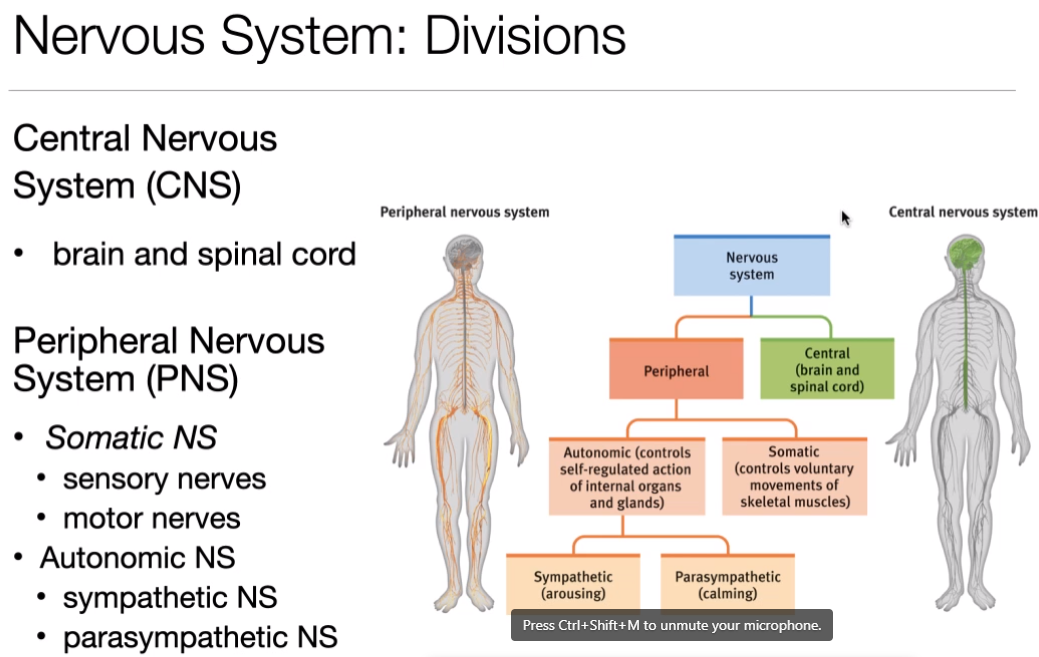 Nervous System: Divisions
Central Nervous
System (CNS)
• brain and spinal cord
Peripheral Nervous
System (PNS)
• Somatic NS
• sensory nerves
• motor nerves
• Autonomic NS
• sympathetic NS
• parasympathetic NS
Peripheral nervous system
Central nervous system
Nervous
system
Peripheral
Central
(brain and
spinal cord)
Autonomic (controls
self-regulated action
of internal organs
and glands)
Somatic
(controls voluntary
movements of
skeletal muscles)
Sympathetic
(arousing)
Parasympathetic
(calming)
Press Ctrl+Shift+M to unmute your microphone.